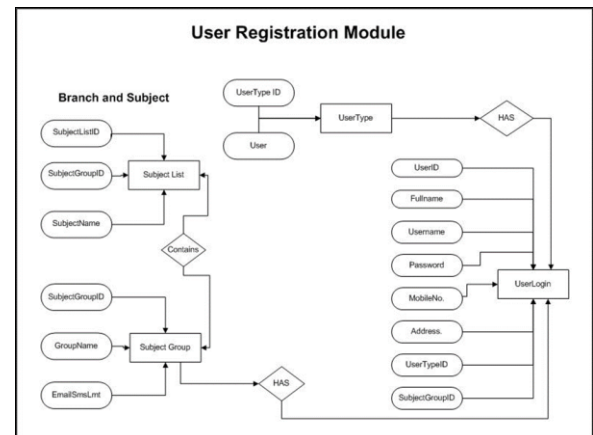 User Registration Module
Branch and Subject
UserType ID
User
UserType
HAS
SubjectListID
SubjectGroupID
SubjectName
Subject List
Contains
SubjectGroupID
GroupName
EmailSmsLmt
Subject Group
HAS
UserID
Fullname
Username
Password
MobileNo.
Address.
UserTypeID
SubjectGroupID
UserLogin